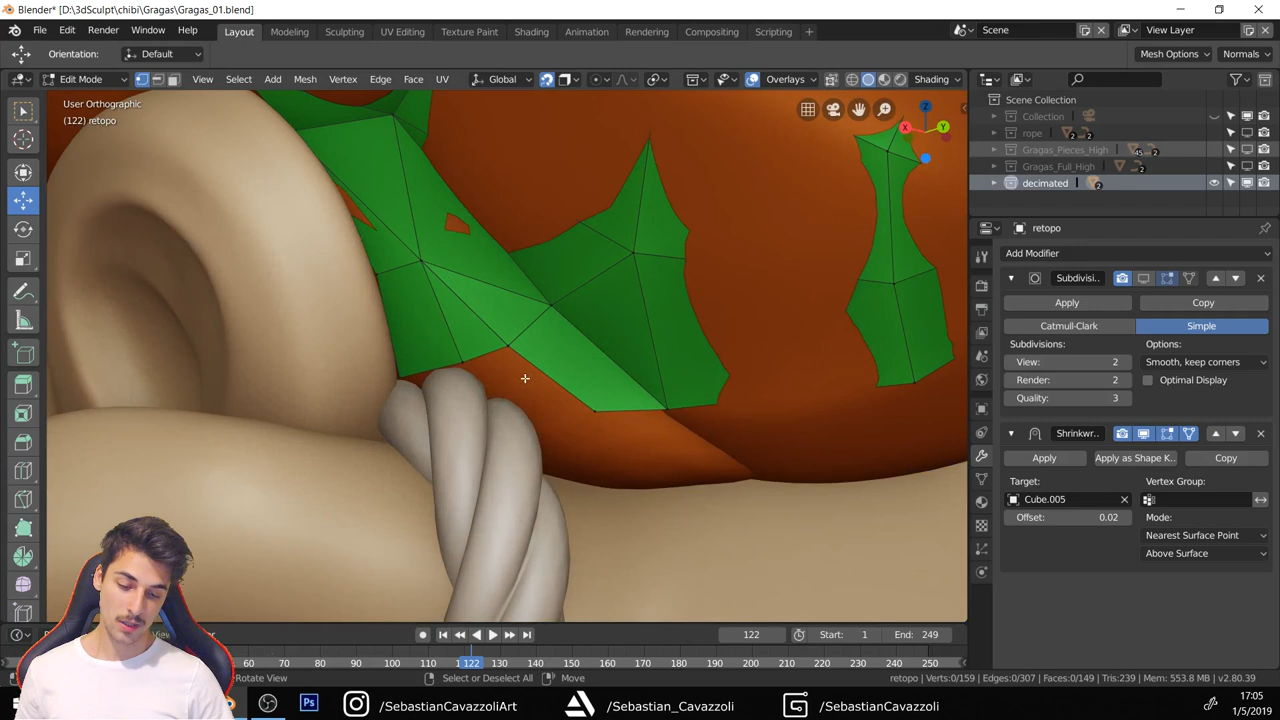 Blender* [D:\3dSculpt\chibi\Gragas\Gragas_01.blend]
File Edit Render Window Help Layout Modeling Sculpting UV Editing Texture Paint Shading Animation Rendering Compositing Scripting + Scene View Layer
Orientation: Default Mesh Options Normals
Edit Mode View Select Add Mesh Vertex Edge Face UV Global Overlays Shading
User Orthographic
(122) retopo
X Y Z
Scene Collection
Collection
rope 2 2
Gragas_Pieces_High 45 2
Gragas_Full_High 2
decimated 2
retopo
Add Modifier
Subdivisi..
Apply Copy
Catmull-Clark Simple
Subdivisions: Options:
View: 2 Smooth, keep corners
Render: 2 Optimal Display
Quality: 3
Shrinkwr..
Apply Apply as Shape K.. Copy
Target: Vertex Group:
Cube.005
Offset: 0.02 Mode:
Nearest Surface Point
Above Surface
122 Start: 1 End: 249
60 70 80 90 100 110 122 130 140 150 160 170 180 190 200 210 220 230 240 250
Rotate View Select or Deselect All Move retopo | Verts:0/159 | Edges:0/307 | Faces:0/149 | Tris:239 | Mem: 553.8 MB | v2.80.39
Ps /SebastianCavazzoliArt /Sebastian_Cavazzoli /SebastianCavazzoli
17:05
1/5/2019